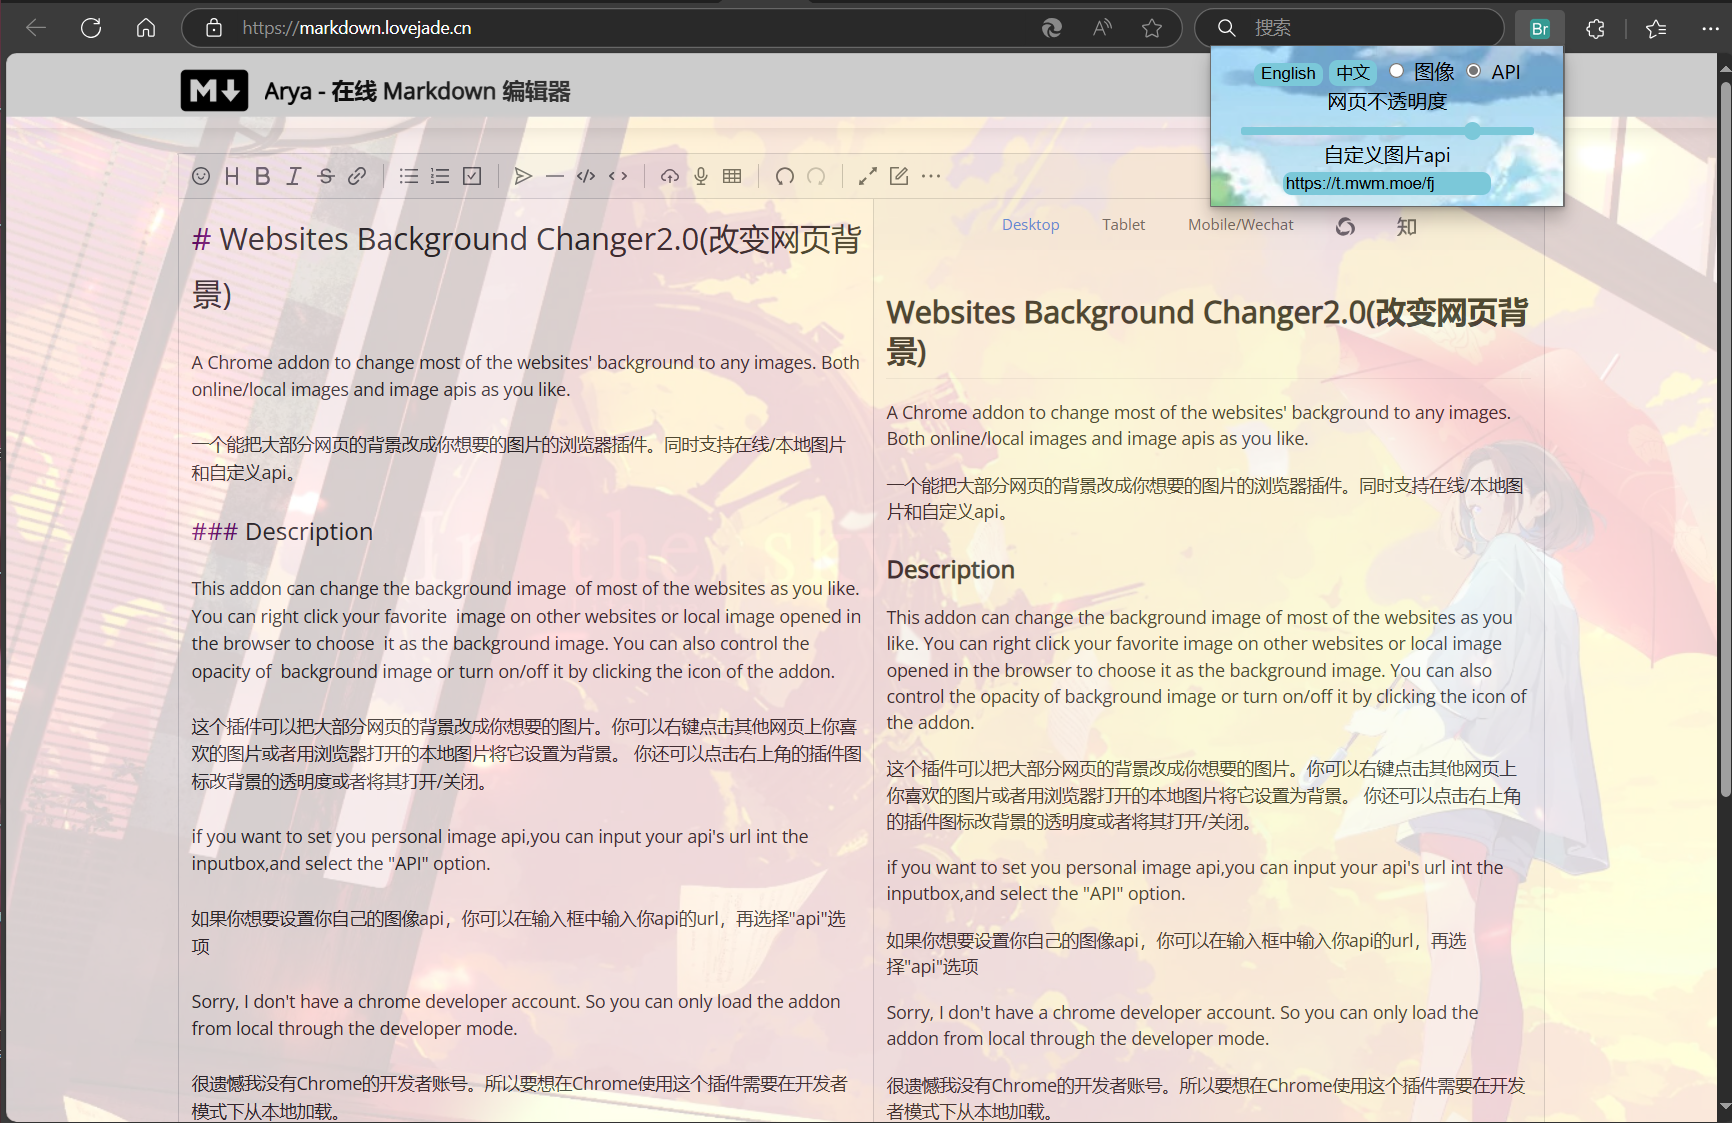 https://markdown.lovejade.cn
搜索
Br
English 中文 图像 API
网页不透明度
自定义图片api
https://t.mwm.moe/fj
M Arya - 在线 Markdown 编辑器
Desktop Tablet Mobile/Wechat 知
# Websites Background Changer2.0(改变网页背
景)
A Chrome addon to change most of the websites' background to any images. Both
online/local images and image apis as you like.
一个能把大部分网页的背景改成你想要的图片的浏览器插件。同时支持在线/本地图片
和自定义api。
### Description
This addon can change the background image  of most of the websites as you like.
You can right click your favorite  image on other websites or local image opened in
the browser to choose  it as the background image. You can also control the
opacity of  background image or turn on/off it by clicking the icon of the addon.
这个插件可以把大部分网页的背景改成你想要的图片。你可以右键点击其他网页上你喜
欢的图片或者用浏览器打开的本地图片将它设置为背景。 你还可以点击右上角的插件图
标改背景的透明度或者将其打开/关闭。
if you want to set you personal image api,you can input your api's url int the
inputbox,and select the "API" option.
如果你想要设置你自己的图像api，你可以在输入框中输入你api的url，再选择"api"选
项
Sorry, I don't have a chrome developer account. So you can only load the addon
from local through the developer mode.
很遗憾我没有Chrome的开发者账号。所以要想在Chrome使用这个插件需要在开发者
模式下从本地加载。
Websites Background Changer2.0(改变网页背
景)
A Chrome addon to change most of the websites' background to any images.
Both online/local images and image apis as you like.
一个能把大部分网页的背景改成你想要的图片的浏览器插件。同时支持在线/本地图
片和自定义api。
Description
This addon can change the background image of most of the websites as you
like. You can right click your favorite image on other websites or local image
opened in the browser to choose it as the background image. You can also
control the opacity of background image or turn on/off it by clicking the icon of
the addon.
这个插件可以把大部分网页的背景改成你想要的图片。你可以右键点击其他网页上
你喜欢的图片或者用浏览器打开的本地图片将它设置为背景。 你还可以点击右上角
的插件图标改背景的透明度或者将其打开/关闭。
if you want to set you personal image api,you can input your api's url int the
inputbox,and select the "API" option.
如果你想要设置你自己的图像api，你可以在输入框中输入你api的url，再选
择"api"选项
Sorry, I don't have a chrome developer account. So you can only load the
addon from local through the developer mode.
很遗憾我没有Chrome的开发者账号。所以要想在Chrome使用这个插件需要在开发
者模式下从本地加载。
In the sky